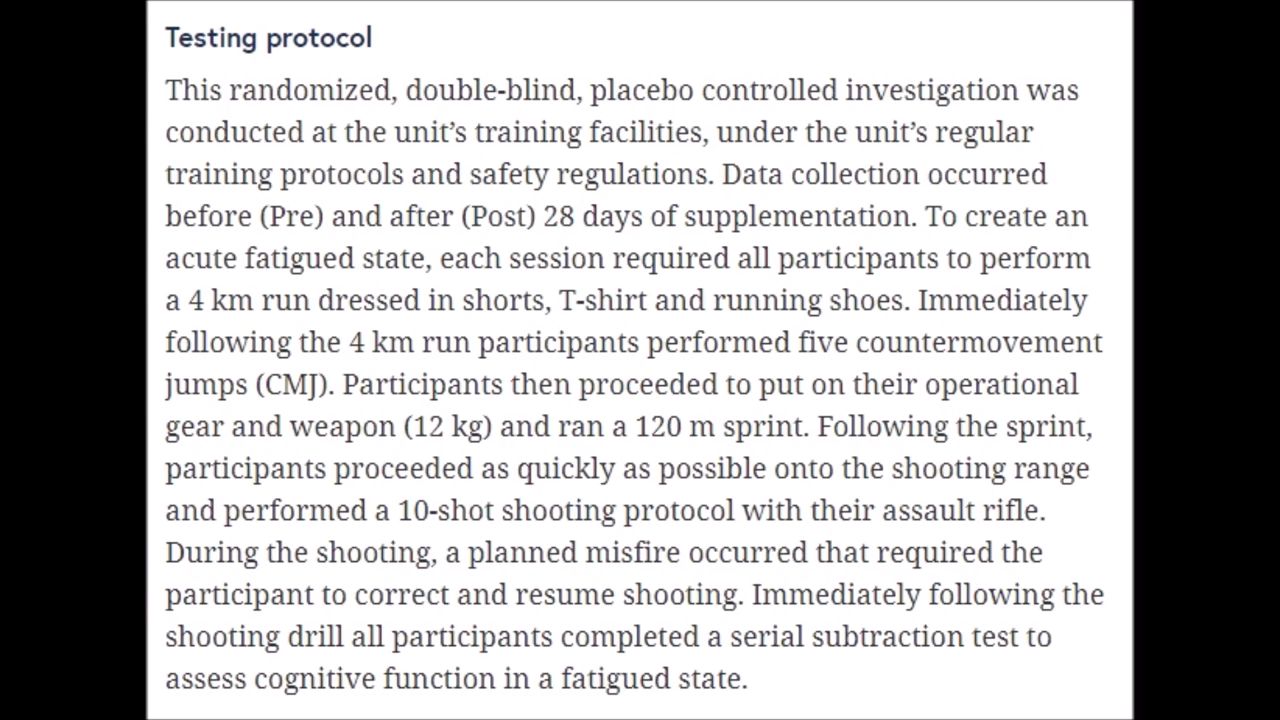 Testing protocol
This randomized, double-blind, placebo controlled investigation was
conducted at the unit’s training facilities, under the unit’s regular
training protocols and safety regulations. Data collection occurred
before (Pre) and after (Post) 28 days of supplementation. To create an
acute fatigued state, each session required all participants to perform
a 4 km run dressed in shorts, T-shirt and running shoes. Immediately
following the 4 km run participants performed five countermovement
jumps (CMJ). Participants then proceeded to put on their operational
gear and weapon (12 kg) and ran a 120 m sprint. Following the sprint,
participants proceeded as quickly as possible onto the shooting range
and performed a 10-shot shooting protocol with their assault rifle.
During the shooting, a planned misfire occurred that required the
participant to correct and resume shooting. Immediately following the
shooting drill all participants completed a serial subtraction test to
assess cognitive function in a fatigued state.